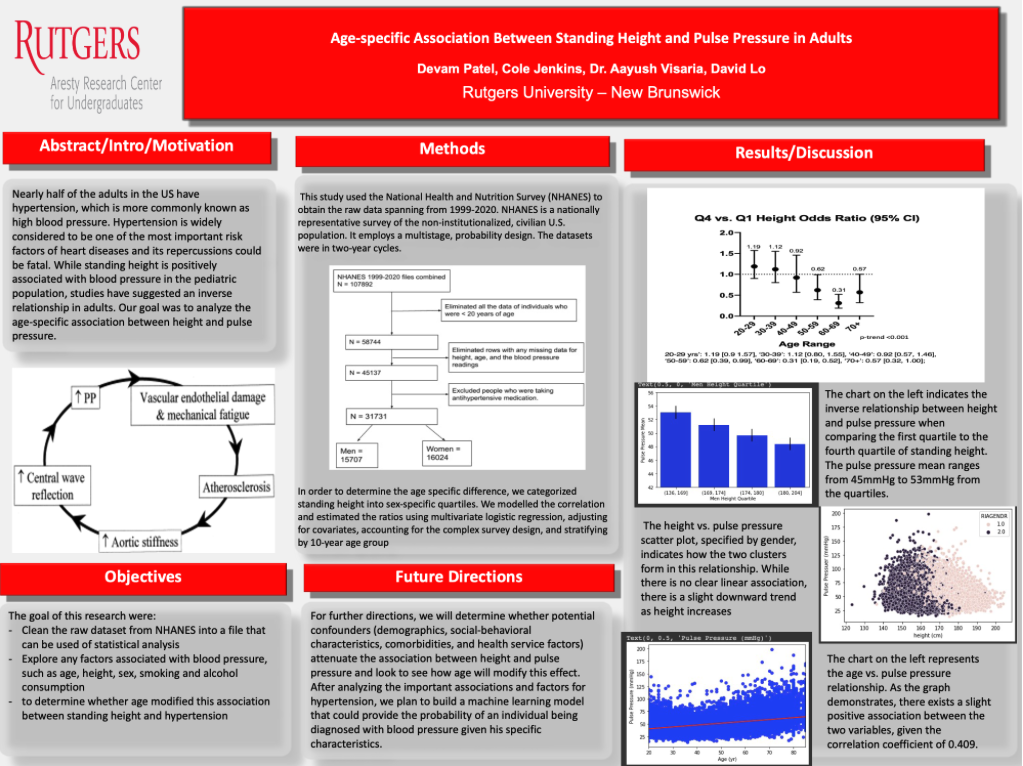 RUTGERS
Aresty Research Center
for Undergraduates
Age-specific Association Between Standing Height and Pulse Pressure in Adults
Devam Patel, Cole Jenkins, Dr. Aayush Visaria, David Lo
Rutgers University – New Brunswick
Abstract/Intro/Motivation
Nearly half of the adults in the US have
hypertension, which is more commonly known as
high blood pressure. Hypertension is widely
considered to be one of the most important risk
factors of heart diseases and its repercussions could
be fatal. While standing height is positively
associated with blood pressure in the pediatric
population, studies have suggested an inverse
relationship in adults. Our goal was to analyze the
age-specific association between height and pulse
pressure.
↑ PP
Vascular endothelial damage
& mechanical fatigue
↑ Central wave
reflection
Atherosclerosis
↑ Aortic stiffness
Objectives
The goal of this research were:
- Clean the raw dataset from NHANES into a file that
can be used of statistical analysis
- Explore any factors associated with blood pressure,
such as age, height, sex, smoking and alcohol
consumption
- to determine whether age modified this association
between standing height and hypertension
Methods
This study used the National Health and Nutrition Survey (NHANES) to
obtain the raw data spanning from 1999-2020. NHANES is a nationally
representative survey of the non-institutionalized, civilian U.S.
population. It employs a multistage, probability design. The datasets
were in two-year cycles.
NHANES 1999-2020 files combined
N = 107892
Eliminated all the data of individuals who
were < 20 years of age
N = 58744
Eliminated rows with any missing data for
height, age, and the blood pressure
readings
N = 45137
Excluded people who were taking
antihypertensive medication.
N = 31731
Men =
15707
Women =
16024
In order to determine the age specific difference, we categorized
standing height into sex-specific quartiles. We modelled the correlation
and estimated the ratios using multivariate logistic regression, adjusting
for covariates, accounting for the complex survey design, and stratifying
by 10-year age group
Future Directions
For further directions, we will determine whether potential
confounders (demographics, social-behavioral
characteristics, comorbidities, and health service factors)
attenuate the association between height and pulse
pressure and look to see how age will modify this effect.
After analyzing the important associations and factors for
hypertension, we plan to build a machine learning model
that could provide the probability of an individual being
diagnosed with blood pressure given his specific
characteristics.
Results/Discussion
Q4 vs. Q1 Height Odds Ratio (95% CI)
2.0
1.5
1.0
0.5
0.0
1.19
1.12
0.92
0.62
0.31
0.57
20-29
30-39
40-49
50-59
60-69
70+
Age Range
p-trend <0.001
20-29 yrs': 1.19 [0.9 1.57], '30-39': 1.12 [0.80, 1.55], '40-49': 0.92 [0.57, 1.46],
'50-59': 0.62 [0.39, 0.99], '60-69': 0.31 [0.19, 0.52], '70+': 0.57 [0.32, 1.00];
Text(0.5, 0, 'Men Height Quartile')
56
54
52
50
48
46
44
42
Pulse Pressure Mean
(136, 169]
(169, 174]
(174, 180]
(180, 204]
Men Height Quartile
The chart on the left indicates the
inverse relationship between height
and pulse pressure when
comparing the first quartile to the
fourth quartile of standing height.
The pulse pressure mean ranges
from 45mmHg to 53mmHg from
the quartiles.
The height vs. pulse pressure
scatter plot, specified by gender,
indicates how the two clusters
form in this relationship. While
there is no clear linear association,
there is a slight downward trend
as height increases
200
175
150
125
100
75
50
25
Pulse Pressure (mmHg)
RIAGENDR
1.0
2.0
120 130 140 150 160 170 180 190 200
height (cm)
Text(0, 0.5, 'Pulse Pressure (mmHg)')
200
175
150
125
100
75
50
25
Pulse Pressure (mmHg)
20 30 40 50 60 70 80
Age (yr)
The chart on the left represents
the age vs. pulse pressure
relationship. As the graph
demonstrates, there exists a slight
positive association between the
two variables, given the
correlation coefficient of 0.409.